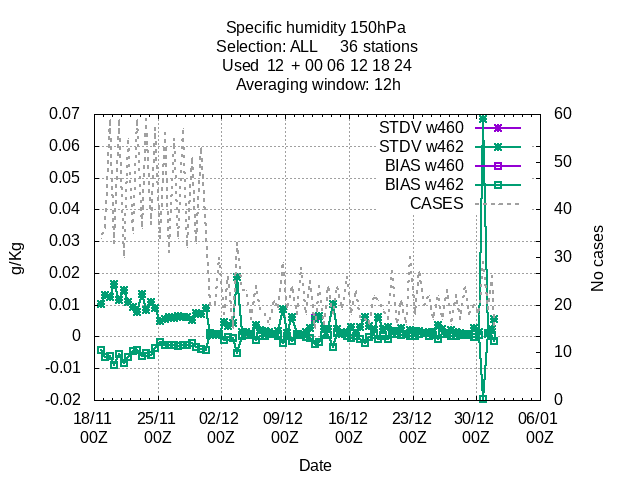 Specific humidity 150hPa
Selection: ALL 36 stations
Used 12 + 00 06 12 18 24
Averaging window: 12h
STDV w460
STDV w462
BIAS w460
BIAS w462
CASES
0.07
0.06
0.05
0.04
0.03
0.02
0.01
0
-0.01
-0.02
g/Kg
60
50
40
30
20
10
0
No cases
18/11 25/11 02/12 09/12 16/12 23/12 30/12 06/01
00Z 00Z 00Z 00Z 00Z 00Z 00Z 00Z
Date